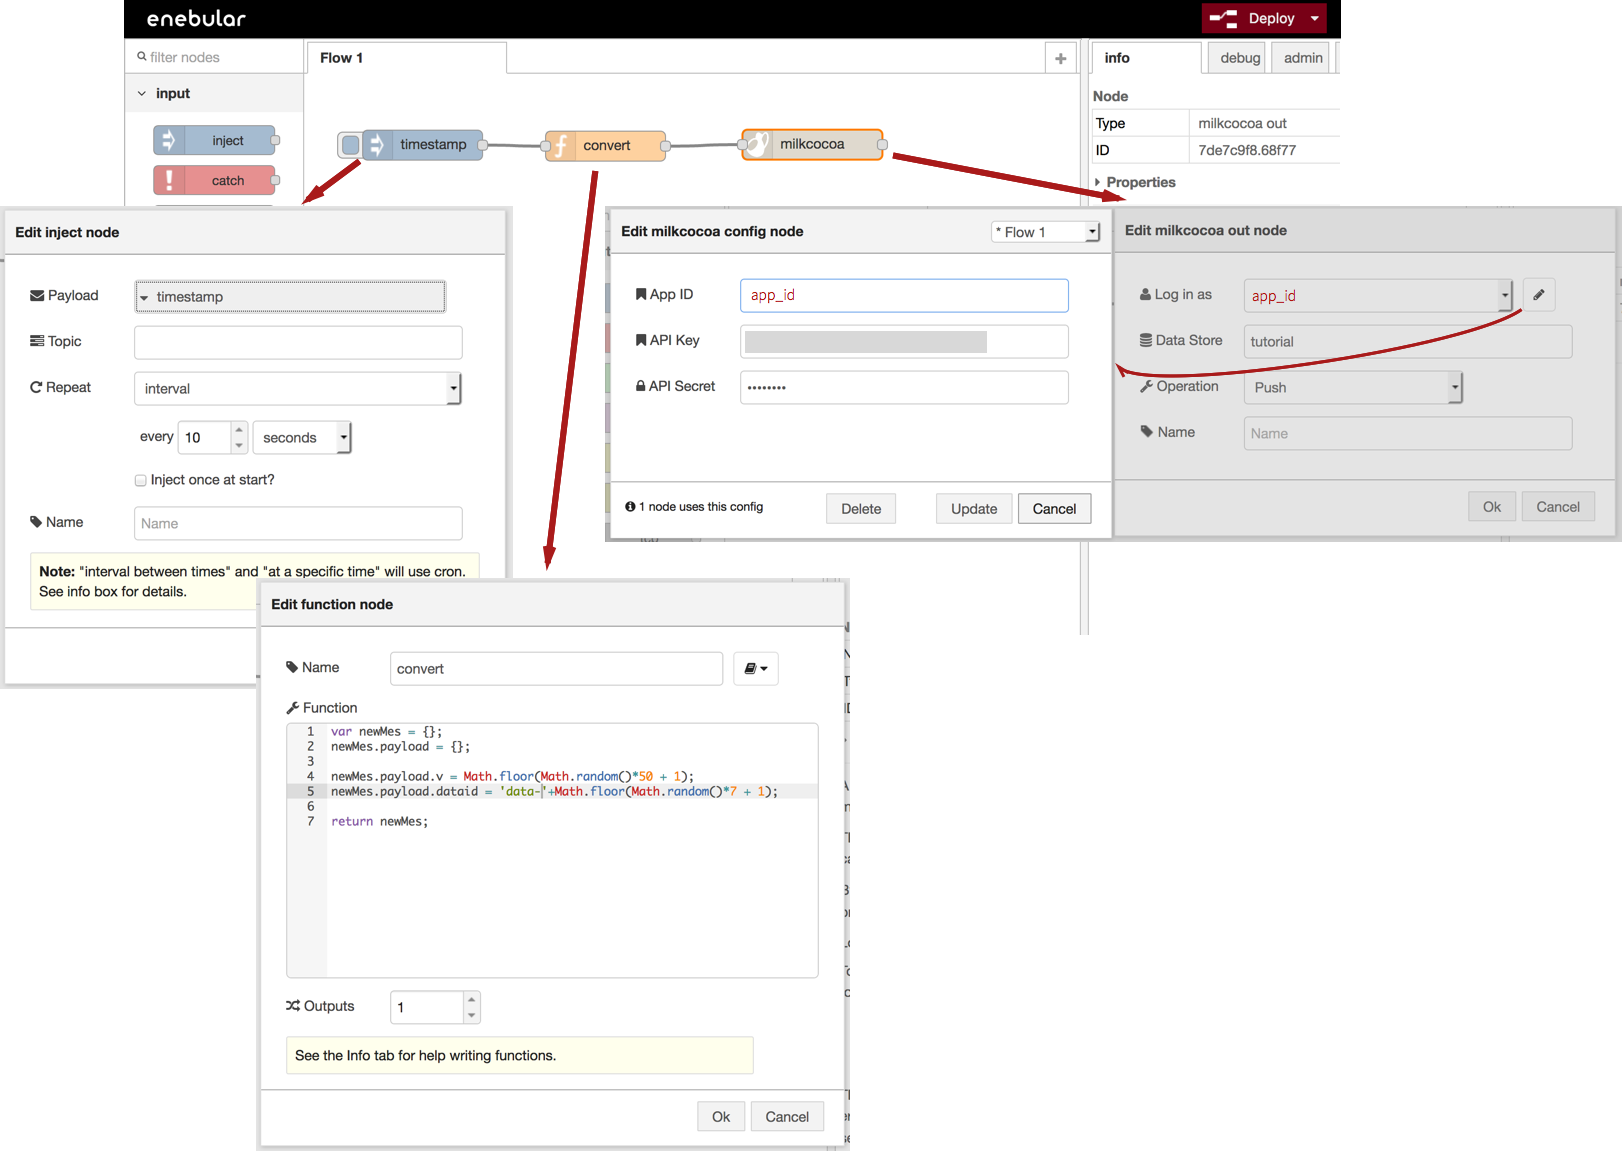 enebular
Deploy
filter nodes
Flow 1
+
info
debug
admin
input
Node
inject
timestamp
convert
milkcocoa
Type
milkcocoa out
ID
7de7c9f8.68f77
catch
Properties
Edit inject node
Payload
timestamp
Topic
Repeat
interval
every
10
seconds
Inject once at start?
Name
Name
Note: "interval between times" and "at a specific time" will use cron.
See info box for details.
Edit milkcocoa config node
* Flow 1
App ID
app_id
API Key
API Secret
••••••••
1 node uses this config
Delete
Update
Cancel
Edit milkcocoa out node
Log in as
app_id
Data Store
tutorial
Operation
Push
Name
Name
Ok
Cancel
Edit function node
Name
convert
Function
1 var newMes = {};
2 newMes.payload = {};
3
4 newMes.payload.v = Math.floor(Math.random()*50 + 1);
5 newMes.payload.dataid = 'data-'+Math.floor(Math.random()*7 + 1);
6
7 return newMes;
Outputs
1
See the Info tab for help writing functions.
Ok
Cancel